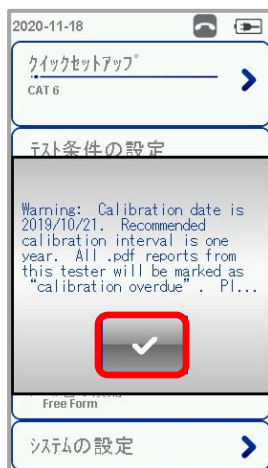 2020-11-18
クイックセットアップ
CAT 6
テスト条件の設定
Warning: Calibration date is
2019/10/21. Recommended
calibration interval is one
year. All .pdf reports from
this tester will be marked as
“calibration overdue”. Pl...
Free Form
システムの設定